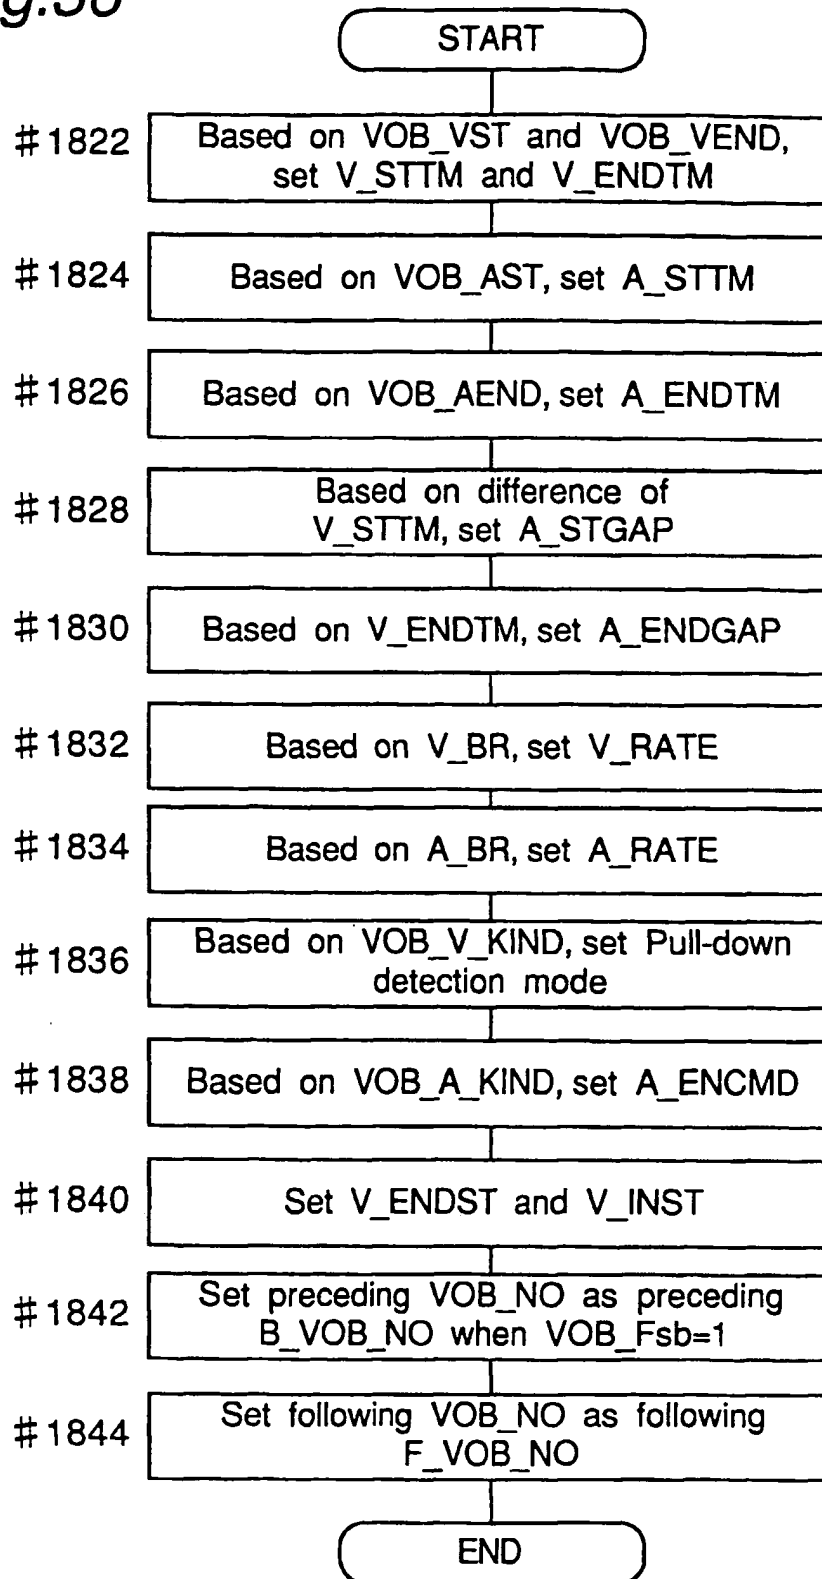 START
#1822
Based on VOB_VST and VOB_VEND,
set V_STTM and V_ENDTM
#1824
Based on VOB_AST, set A_STTM
#1826
Based on VOB_AEND, set A_ENDTM
#1828
Based on difference of
V_STTM, set A_STGAP
#1830
Based on V_ENDTM, set A_ENDGAP
#1832
Based on V_BR, set V_RATE
#1834
Based on A_BR, set A_RATE
#1836
Based on VOB_V_KIND, set Pull-down
detection mode
#1838
Based on VOB_A_KIND, set A_ENCMD
#1840
Set V_ENDST and V_INST
#1842
Set preceding VOB_NO as preceding
B_VOB_NO when VOB_Fsb=1
#1844
Set following VOB_NO as following
F_VOB_NO
END